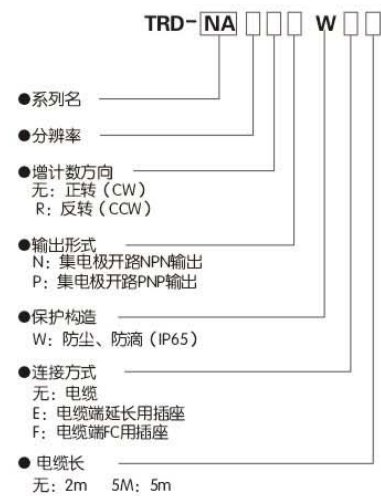 TRD-NA□□□W□□
●系列名
●分辨率
●增计数方向
无：正转（CW）
R：反转（CCW）
●输出形式
N：集电极开路NPN输出
P：集电极开路PNP输出
●保护构造
W：防尘、防滴（IP65）
●连接方式
无：电缆
E：电缆端延长用插座
F：电缆端FC用插座
● 电缆长
无：2m 5M：5m